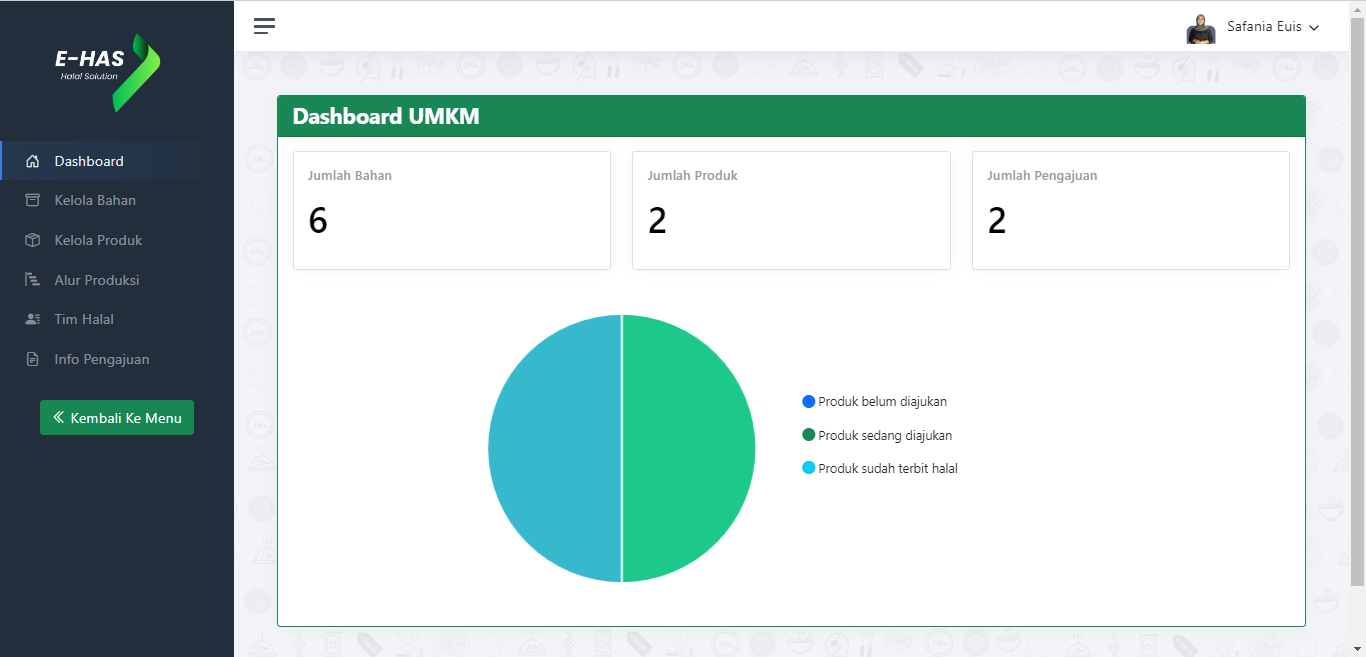 E-HAS
Halal Solution
Safania Euis
Dashboard
Kelola Bahan
Kelola Produk
Alur Produksi
Tim Halal
Info Pengajuan
Kembali Ke Menu
Dashboard UMKM
Jumlah Bahan
6
Jumlah Produk
2
Jumlah Pengajuan
2
Produk belum diajukan
Produk sedang diajukan
Produk sudah terbit halal